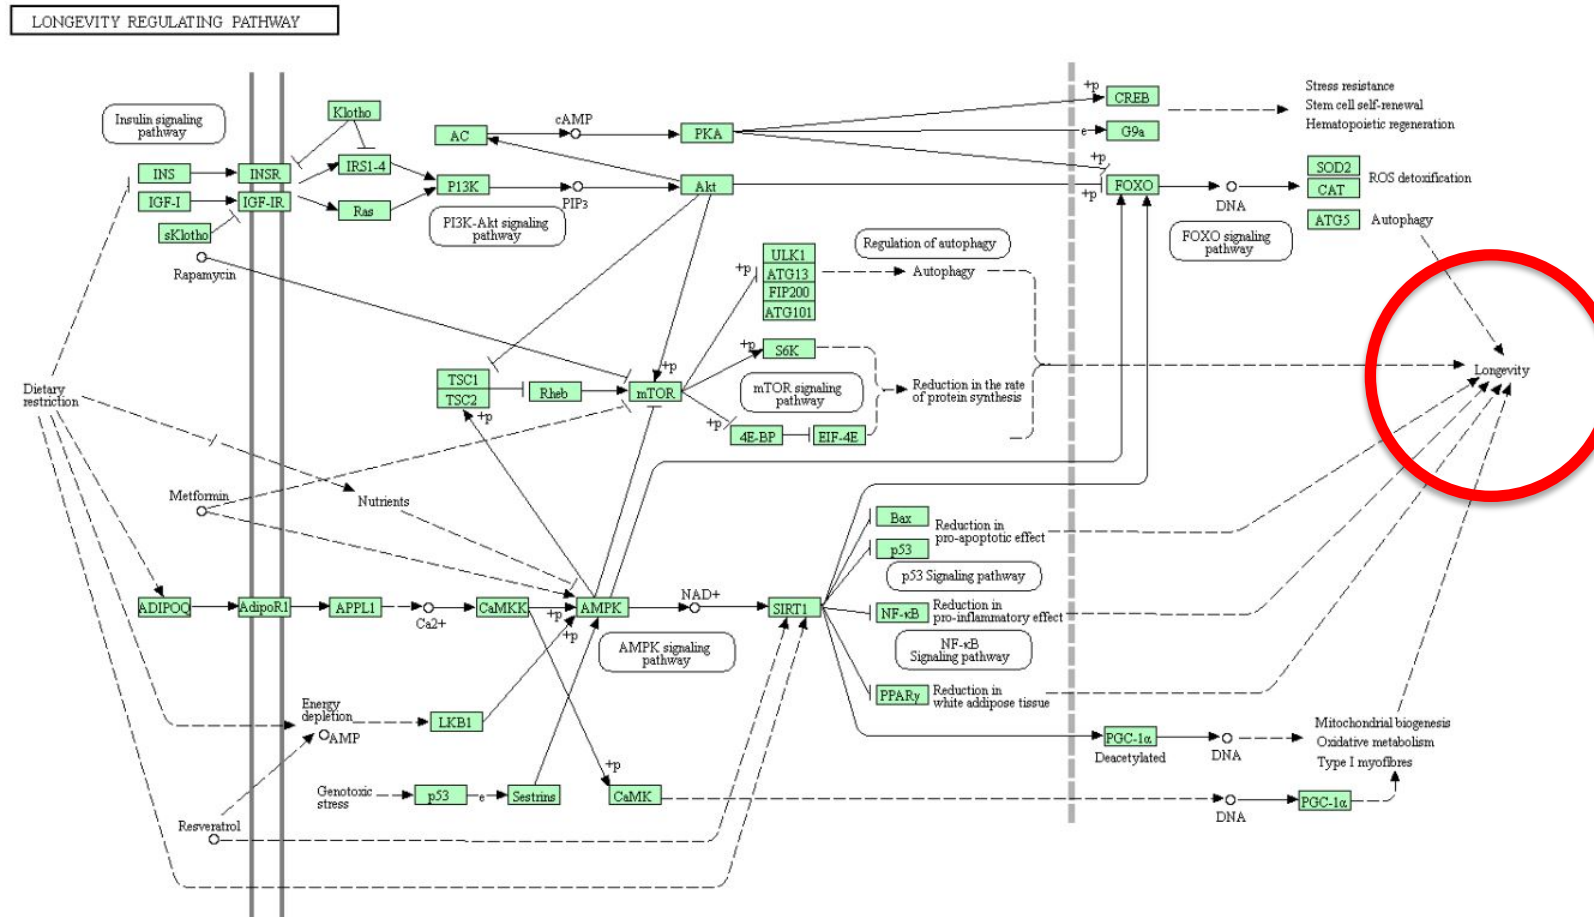 LONGEVITY REGULATING PATHWAY
Insulin signaling
pathway
Klotho
INS
INSR
IRS1-4
IGF-I
IGF-IR
Ras
sKlotho
Rapamycin
AC
cAMP
PKA
P13K
PIP3
Akt
PI3K-Akt signaling
pathway
+p
CREB
e
G9a
+p
+p
FOXO
DNA
FOXO signaling
pathway
Stress resistance
Stem cell self-renewal
Hematopoietic regeneration
SOD2
CAT
ROS detoxification
ATG5
Autophagy
Regulation of autophagy
+p
ULK1
ATG13
FIP200
ATG101
Autophagy
Dietary
restriction
TSC1
TSC2
+p
Rheb
+p
mTOR
+p
S6K
mTOR signaling
pathway
+p
4E-BP
EIF-4E
Reduction in the rate
of protein synthesis
Longevity
Metformin
Nutrients
ADIPOQ
AdipoR1
APPL1
Ca2+
CaMKK
+p
+p
AMPK
NAD+
SIRT1
AMPK signaling
pathway
Bax
p53
Reduction in
pro-apoptotic effect
p53 Signaling pathway
NF-κB
Reduction in
pro-inflammatory effect
NF-κB
Signaling pathway
PPARγ
Reduction in
white addipose tissue
Energy
depletion
AMP
LKB1
PGC-1α
Deacetylated
DNA
Mitochondrial biogenesis
Oxidative metabolism
Type I myofibres
Genotoxic
stress
p53
e
Sestrins
+p
CaMK
DNA
PGC-1α
Resveratrol